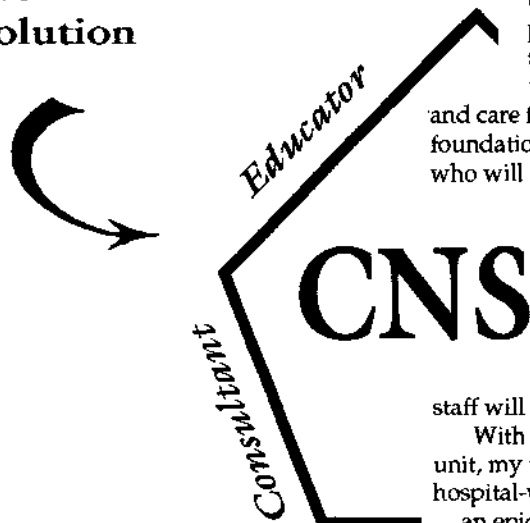 olution
Educator
and care f
foundatio
who will
CNS
Consultant
staff will
With
unit, my
hospital-
an epi